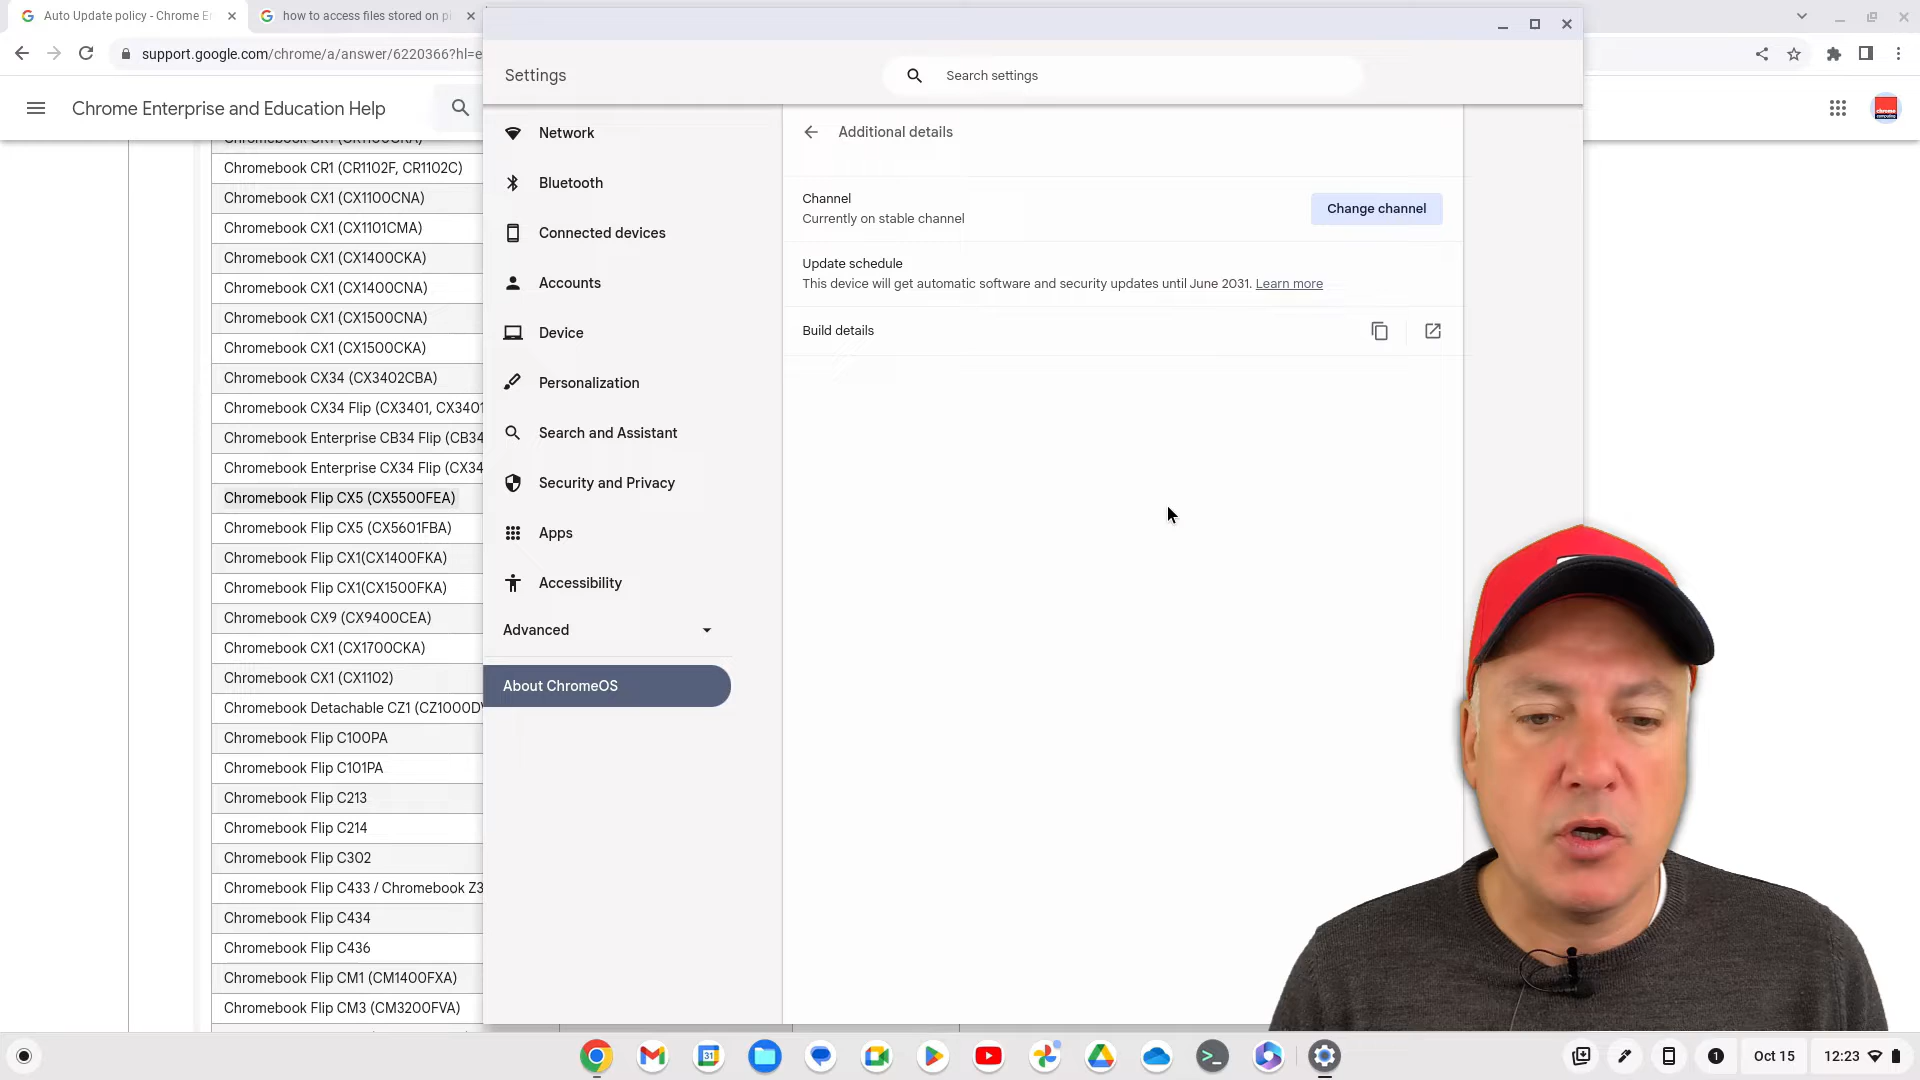 Auto Update policy - Chrome E
how to access files stored on pi
support.google.com/chrome/a/answer/6220366?hl=e
Chrome Enterprise and Education Help
Chromebook CR1 (CR1102F, CR1102C)
Chromebook CX1 (CX1100CNA)
Chromebook CX1 (CX1101CMA)
Chromebook CX1 (CX1400CKA)
Chromebook CX1 (CX1400CNA)
Chromebook CX1 (CX1500CNA)
Chromebook CX1 (CX1500CKA)
Chromebook CX34 (CX3402CBA)
Chromebook CX34 Flip (CX3401, CX3401
Chromebook Enterprise CB34 Flip (CB34
Chromebook Enterprise CX34 Flip (CX34
Chromebook Flip CX5 (CX5500FEA)
Chromebook Flip CX5 (CX5601FBA)
Chromebook Flip CX1(CX1400FKA)
Chromebook Flip CX1(CX1500FKA)
Chromebook CX9 (CX9400CEA)
Chromebook CX1 (CX1700CKA)
Chromebook CX1 (CX1102)
Chromebook Detachable CZ1 (CZ1000D
Chromebook Flip C100PA
Chromebook Flip C101PA
Chromebook Flip C213
Chromebook Flip C214
Chromebook Flip C302
Chromebook Flip C433 / Chromebook Z3
Chromebook Flip C434
Chromebook Flip C436
Chromebook Flip CM1 (CM1400FXA)
Chromebook Flip CM3 (CM3200FVA)
Settings
Search settings
Network
Bluetooth
Connected devices
Accounts
Device
Personalization
Search and Assistant
Security and Privacy
Apps
Accessibility
Advanced
About ChromeOS
Additional details
Channel
Currently on stable channel
Change channel
Update schedule
This device will get automatic software and security updates until June 2031. Learn more
Build details
31
1
Oct 15
12:23